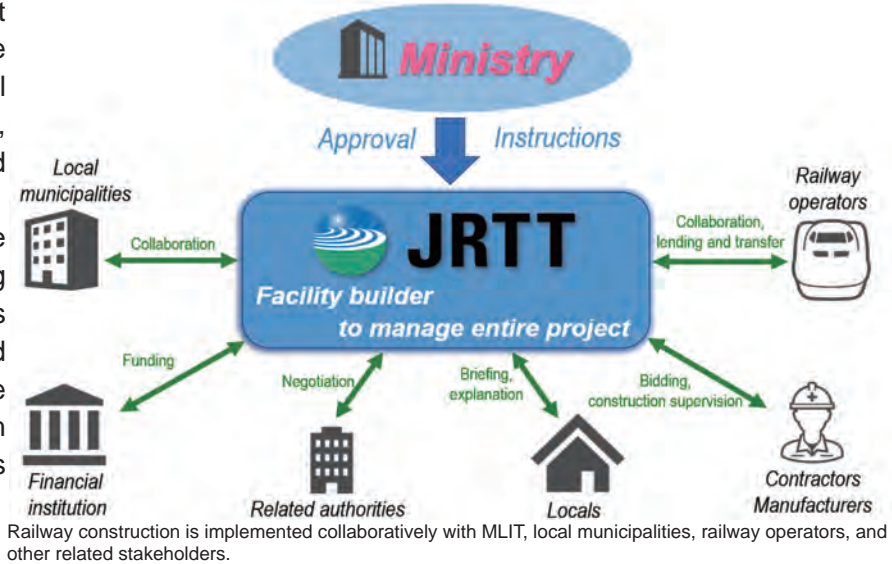 t
e
l
,
d
e
g
s
d
e
n
s
Ministry
Approval
Instructions
Local
municipalities
Collaboration
JRTT
Facility builder
to manage entire project
Collaboration,
lending and transfer
Railway
operators
Funding
Negotiation
Briefing,
explanation
Bidding,
construction supervision
Financial
institution
Related authorities
Locals
Contractors
Manufacturers
Railway construction is implemented collaboratively with MLIT, local municipalities, railway operators, and
other related stakeholders.